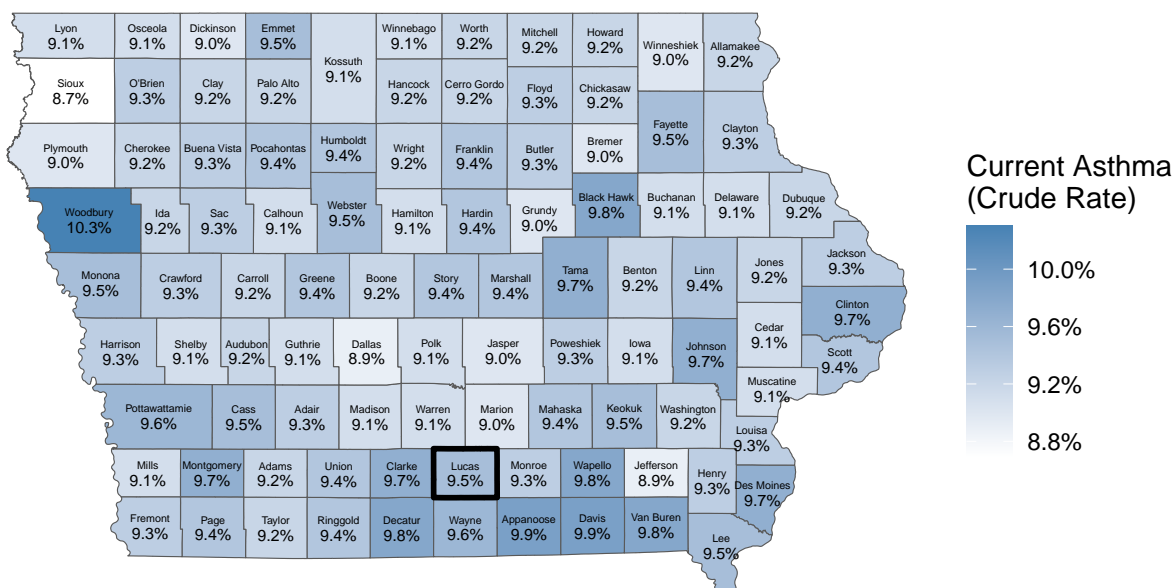 Lyon
9.1%
Osceola
9.1%
Dickinson
9.0%
Emmet
9.5%
Kossuth
9.1%
Winnebago
9.1%
Worth
9.2%
Mitchell
9.2%
Howard
9.2%
Winneshiek
9.0%
Allamakee
9.2%
Sioux
8.7%
O'Brien
9.3%
Clay
9.2%
Palo Alto
9.2%
Hancock
9.2%
Cerro Gordo
9.2%
Floyd
9.3%
Chickasaw
9.2%
Fayette
9.5%
Clayton
9.3%
Plymouth
9.0%
Cherokee
9.2%
Buena Vista
9.3%
Pocahontas
9.4%
Humboldt
9.4%
Wright
9.2%
Franklin
9.4%
Butler
9.3%
Bremer
9.0%
Woodbury
10.3%
Ida
9.2%
Sac
9.3%
Calhoun
9.1%
Webster
9.5%
Hamilton
9.1%
Hardin
9.4%
Grundy
9.0%
Black Hawk
9.8%
Buchanan
9.1%
Delaware
9.1%
Dubuque
9.2%
Monona
9.5%
Crawford
9.3%
Carroll
9.2%
Greene
9.4%
Boone
9.2%
Story
9.4%
Marshall
9.4%
Tama
9.7%
Benton
9.2%
Linn
9.4%
Jones
9.2%
Jackson
9.3%
Clinton
9.7%
Harrison
9.3%
Shelby
9.1%
Audubon
9.2%
Guthrie
9.1%
Dallas
8.9%
Polk
9.1%
Jasper
9.0%
Poweshiek
9.3%
Iowa
9.1%
Johnson
9.7%
Cedar
9.1%
Scott
9.4%
Muscatine
9.1%
Pottawattamie
9.6%
Cass
9.5%
Adair
9.3%
Madison
9.1%
Warren
9.1%
Marion
9.0%
Mahaska
9.4%
Keokuk
9.5%
Washington
9.2%
Louisa
9.3%
Mills
9.1%
Montgomery
9.7%
Adams
9.2%
Union
9.4%
Clarke
9.7%
Lucas
9.5%
Monroe
9.3%
Wapello
9.8%
Jefferson
8.9%
Henry
9.3%
Des Moines
9.7%
Fremont
9.3%
Page
9.4%
Taylor
9.2%
Ringgold
9.4%
Decatur
9.8%
Wayne
9.6%
Appanoose
9.9%
Davis
9.9%
Van Buren
9.8%
Lee
9.5%
Current Asthma
(Crude Rate)
10.0%
9.6%
9.2%
8.8%